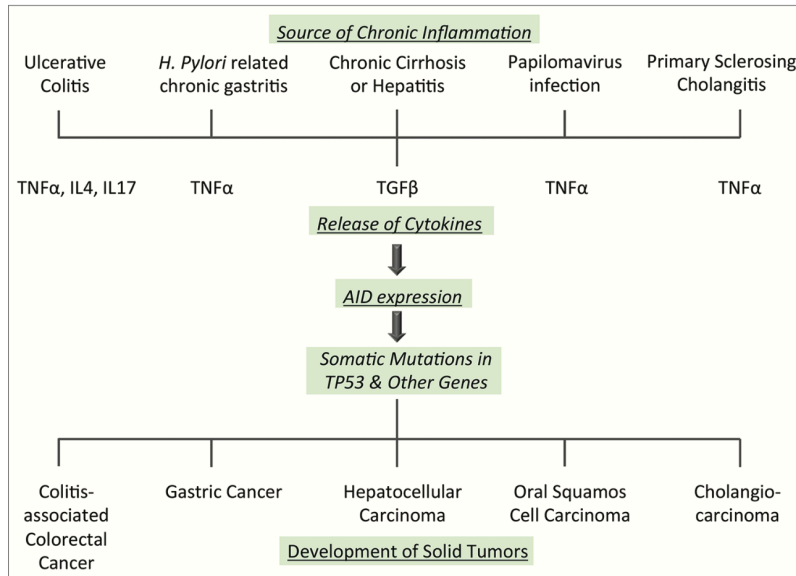 Source of Chronic Inflammation
Ulcerative
Colitis
H. Pylori related
chronic gastritis
Chronic Cirrhosis
or Hepatitis
Papilomavirus
infection
Primary Sclerosing
Cholangitis
TNFα, IL4, IL17
TNFα
TGFβ
TNFα
TNFα
Release of Cytokines
AID expression
Somatic Mutations in
TP53 & Other Genes
Colitis-
associated
Colorectal
Cancer
Gastric Cancer
Hepatocellular
Carcinoma
Oral Squamos
Cell Carcinoma
Cholangio-
carcinoma
Development of Solid Tumors